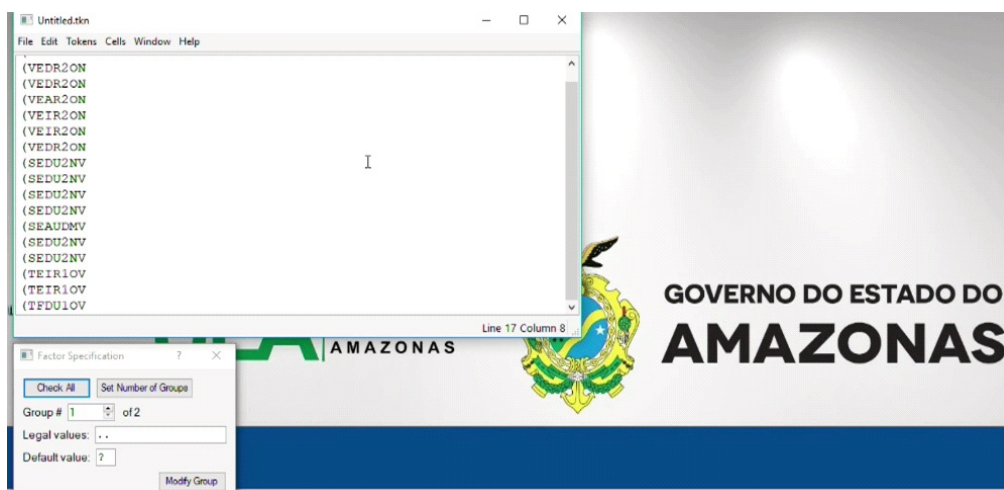 Untitled.tkn
File Edit Tokens Cells Window Help
(VEDR2ON
(VEDR2ON
(VEAR2ON
(VEIR2ON
(VEIR2ON
(VEDR2ON
(SEDU2NV
(SEDU2NV
(SEDU2NV
(SEDU2NV
(SEAUDMV
(SEDU2NV
(SEDU2NV
(TEIR1OV
(TEIR1OV
(TFDU1OV
Line 17 Column 8
GOVERNO DO ESTADO DO
AMAZONAS
AMAZONAS
Factor Specification ?
Check All Set Number of Groups
Group # 1 of 2
Legal values: ..
Default value: ?
Modify Group